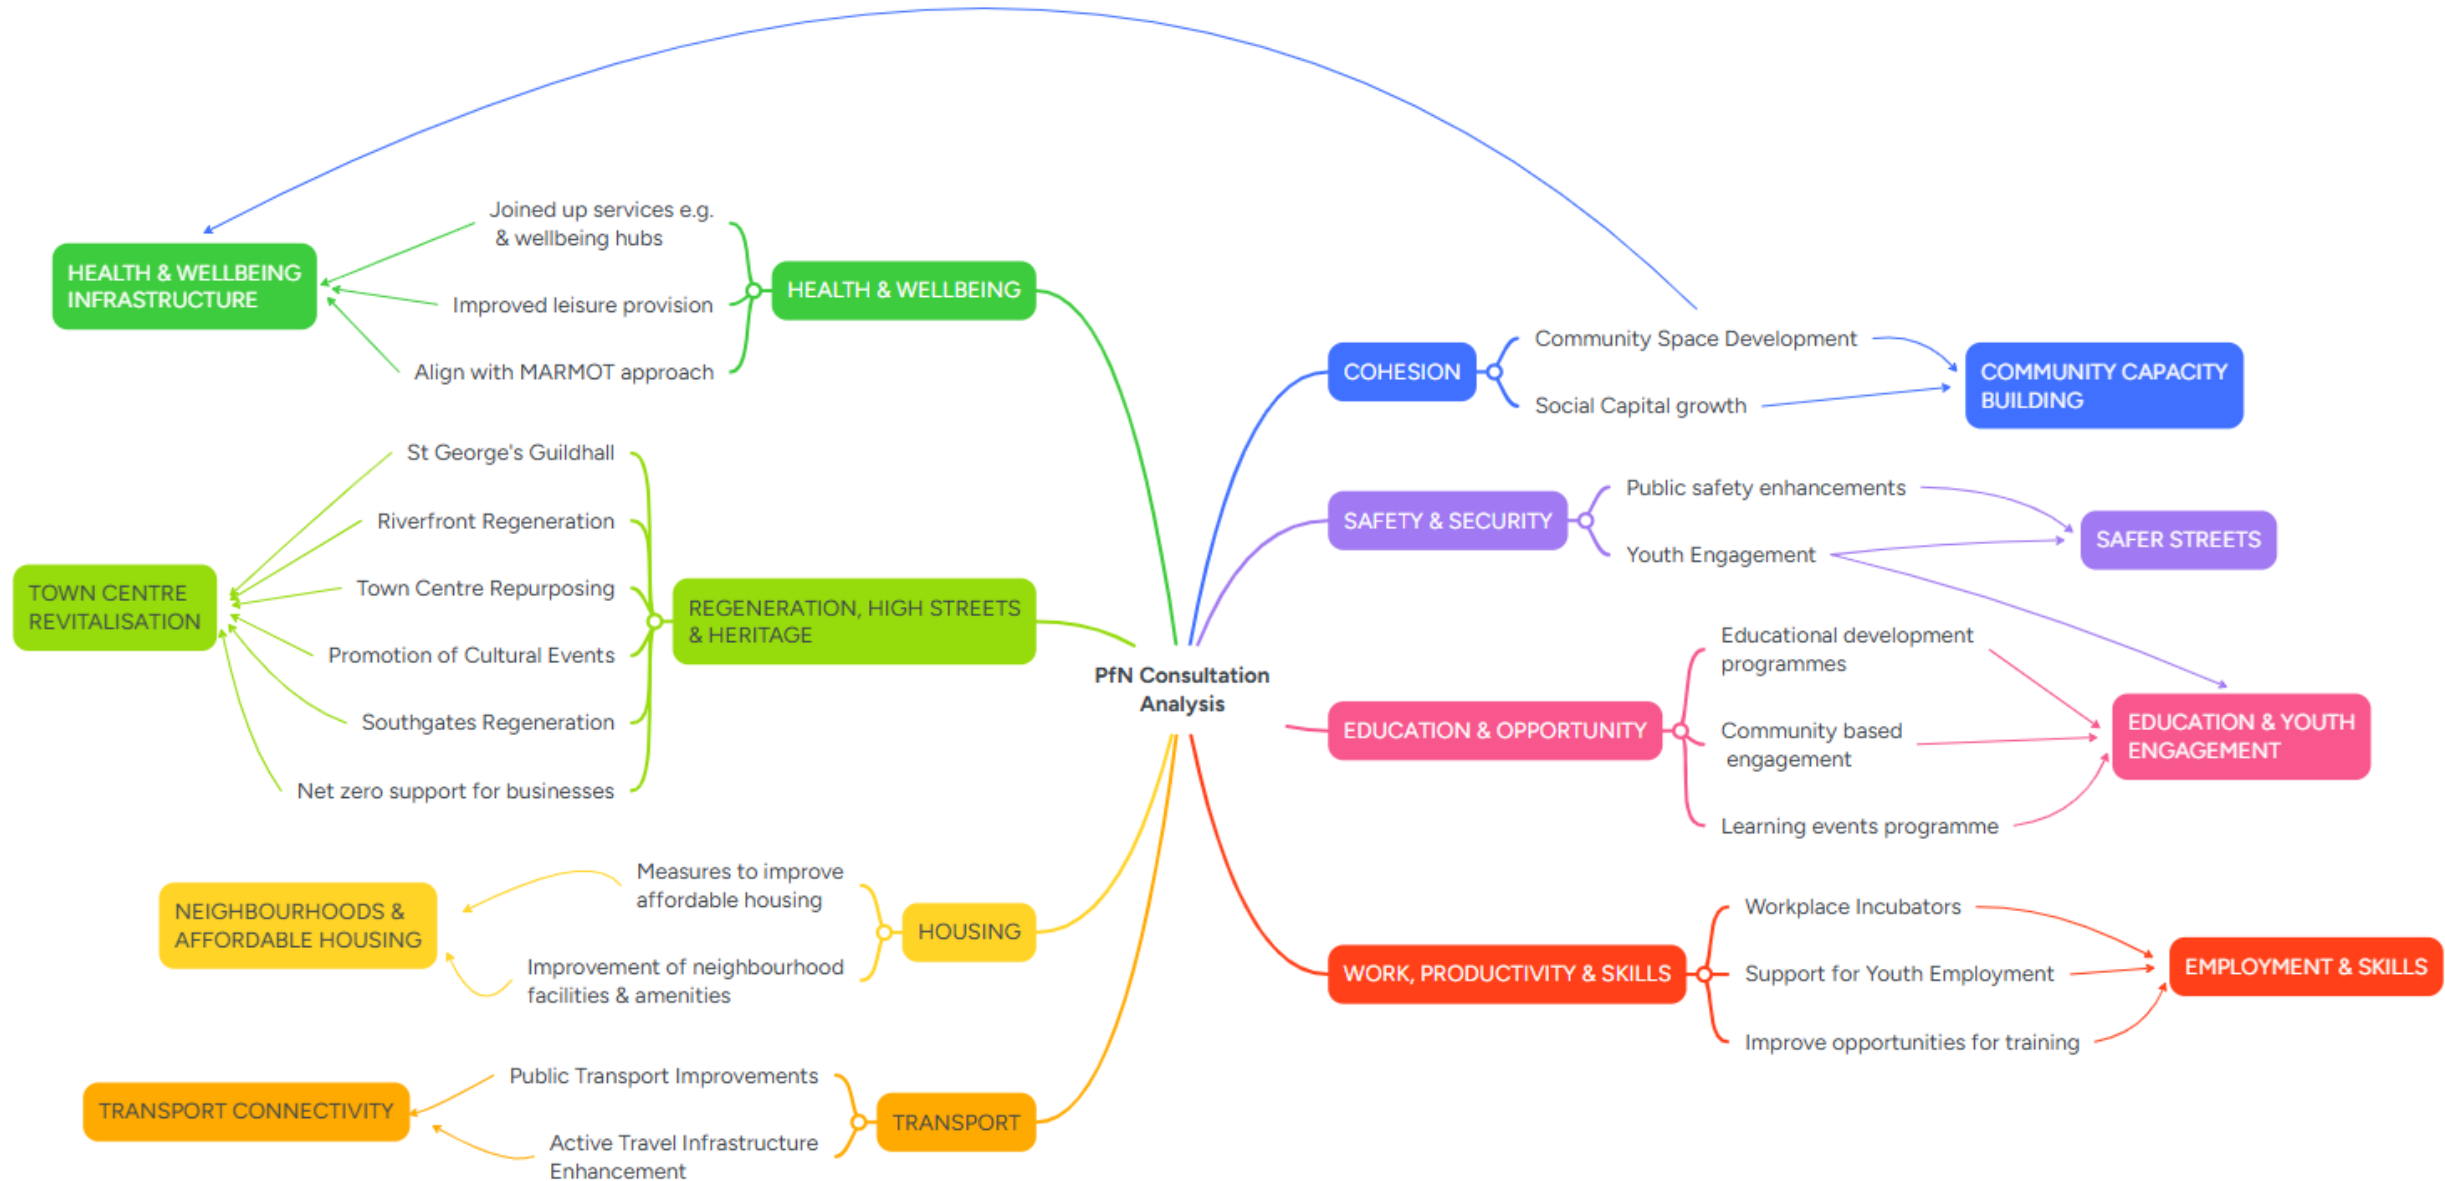 Joined up services e.g.
& wellbeing hubs
HEALTH & WELLBEING
INFRASTRUCTURE
Improved leisure provision
HEALTH & WELLBEING
Align with MARMOT approach
St George's Guildhall
Riverfront Regeneration
TOWN CENTRE
REVITALISATION
Town Centre Repurposing
REGENERATION, HIGH STREETS
& HERITAGE
Promotion of Cultural Events
Southgates Regeneration
Net zero support for businesses
Measures to improve
affordable housing
NEIGHBOURHOODS &
AFFORDABLE HOUSING
HOUSING
Improvement of neighbourhood
facilities & amenities
Public Transport Improvements
TRANSPORT CONNECTIVITY
TRANSPORT
Active Travel Infrastructure
Enhancement
PfN Consultation
Analysis
COHESION
Community Space Development
Social Capital growth
COMMUNITY CAPACITY
BUILDING
SAFETY & SECURITY
Public safety enhancements
Youth Engagement
SAFER STREETS
EDUCATION & OPPORTUNITY
Educational development
programmes
Community based
engagement
Learning events programme
EDUCATION & YOUTH
ENGAGEMENT
WORK, PRODUCTIVITY & SKILLS
Workplace Incubators
Support for Youth Employment
Improve opportunities for training
EMPLOYMENT & SKILLS